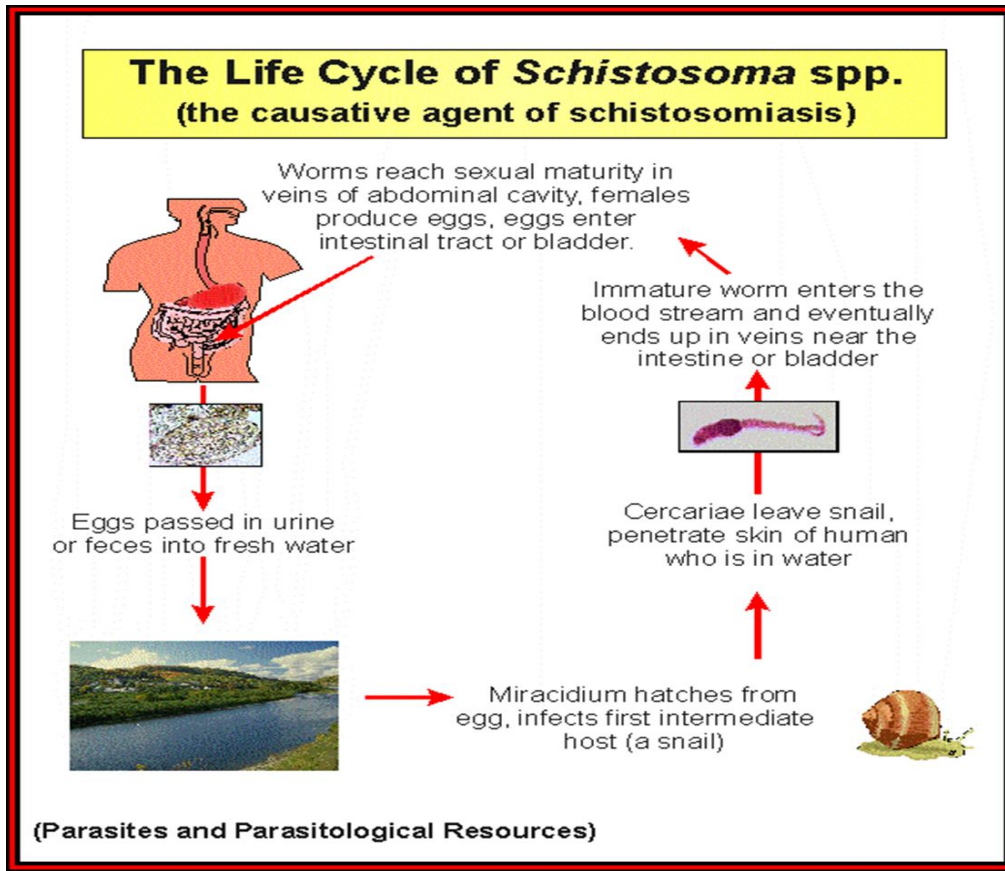 The Life Cycle of Schistosoma spp.
(the causative agent of schistosomiasis)
Worms reach sexual maturity in
veins of abdominal cavity, females
produce eggs, eggs enter
intestinal tract or bladder.
Immature worm enters the
blood stream and eventually
ends up in veins near the
intestine or bladder
Eggs passed in urine
or feces into fresh water
Cercariae leave snail,
penetrate skin of human
who is in water
Miracidium hatches from
egg, infects first intermediate
host (a snail)
(Parasites and Parasitological Resources)